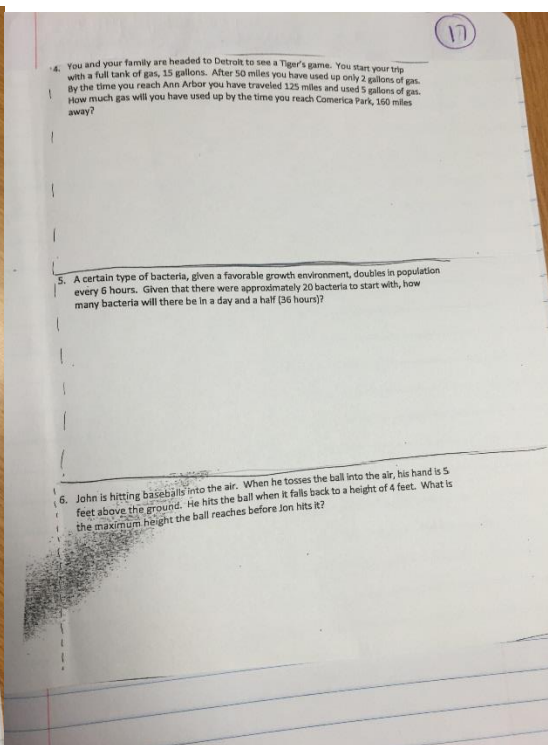 17
4. You and your family are headed to Detroit to see a Tiger's game. You start your trip
with a full tank of gas, 15 gallons. After 50 miles you have used up only 2 gallons of gas.
By the time you reach Ann Arbor you have traveled 125 miles and used 5 gallons of gas.
How much gas will you have used up by the time you reach Comerica Park, 160 miles
away?
5. A certain type of bacteria, given a favorable growth environment, doubles in population
every 6 hours. Given that there were approximately 20 bacteria to start with, how
many bacteria will there be in a day and a half (36 hours)?
6. John is hitting baseballs into the air. When he tosses the ball into the air, his hand is 5
feet above the ground. He hits the ball when it falls back to a height of 4 feet. What is
the maximum height the ball reaches before Jon hits it?